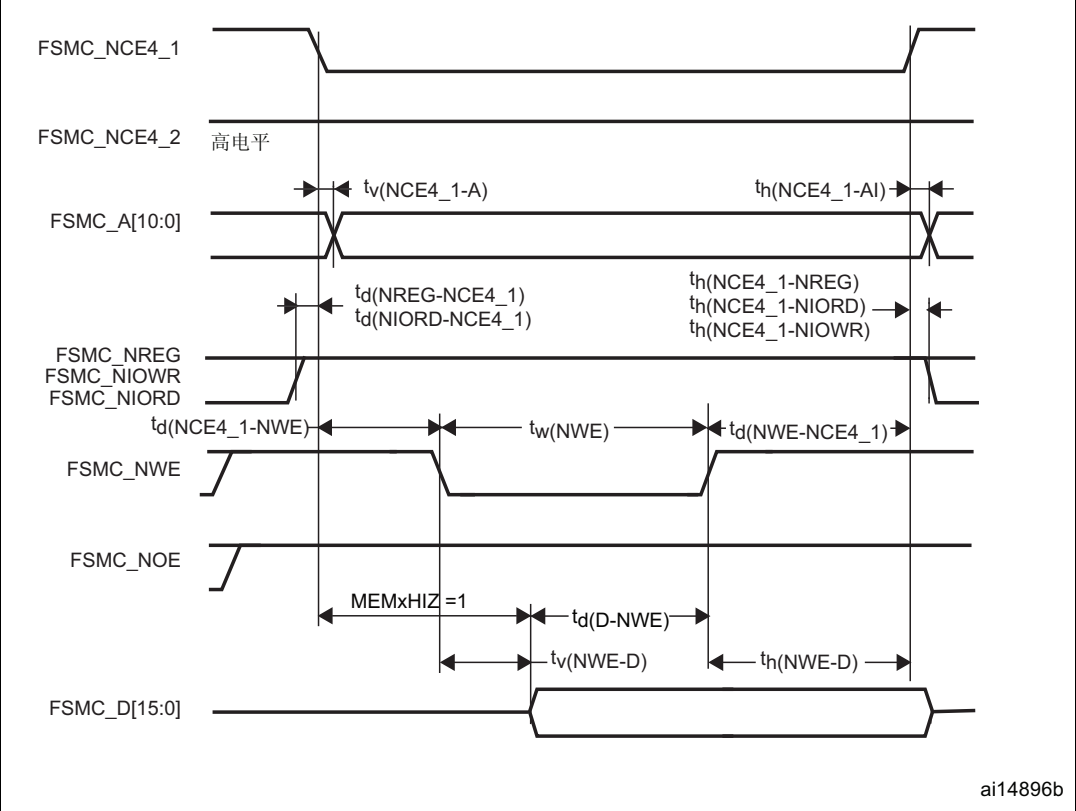 FSMC_NCE4_1
FSMC_NCE4_2
高电平
tv(NCE4_1-A)
th(NCE4_1-AI)
FSMC_A[10:0]
td(NREG-NCE4_1)
td(NIORD-NCE4_1)
th(NCE4_1-NREG)
th(NCE4_1-NIORD)
th(NCE4_1-NIOWR)
FSMC_NREG
FSMC_NIOWR
FSMC_NIORD
td(NCE4_1-NWE)
tw(NWE)
td(NWE-NCE4_1)
FSMC_NWE
FSMC_NOE
MEMxHIZ =1
td(D-NWE)
tv(NWE-D)
th(NWE-D)
FSMC_D[15:0]
ai14896b